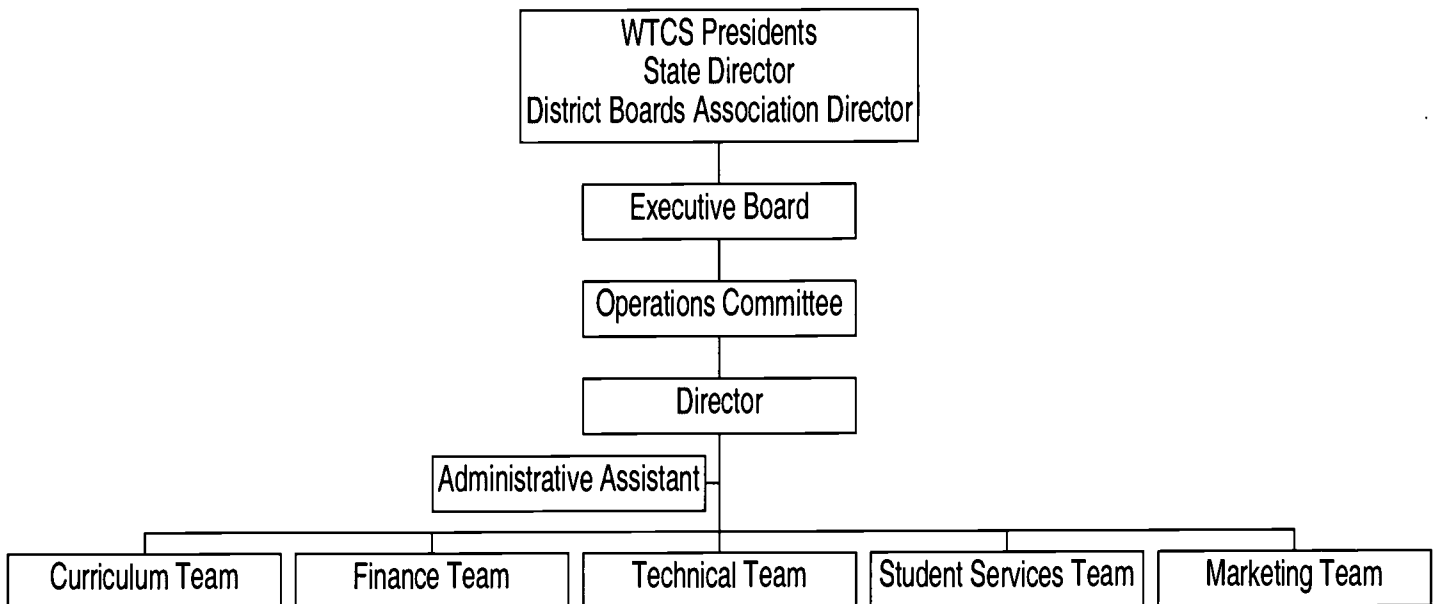 WTCS Presidents
State Director
District Boards Association Director
Executive Board
Operations Committee
Director
Administrative Assistant
Curriculum Team
Finance Team
Technical Team
Student Services Team
Marketing Team